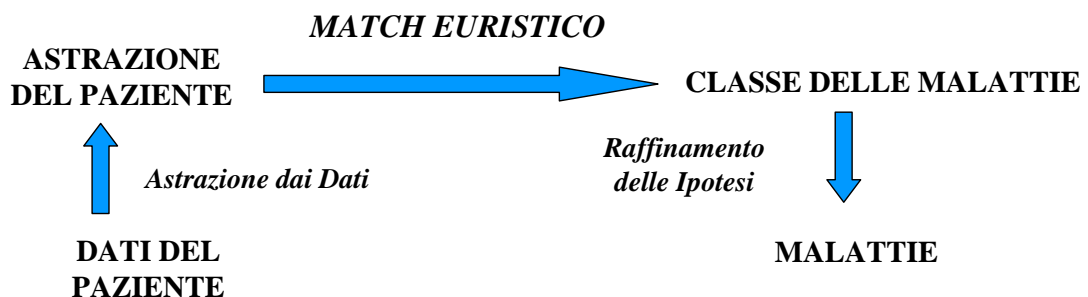 MATCH EURISTICO
ASTRAZIONE
DEL PAZIENTE
CLASSE DELLE MALATTIE
Astrazione dai Dati
Raffinamento
delle Ipotesi
DATI DEL
PAZIENTE
MALATTIE